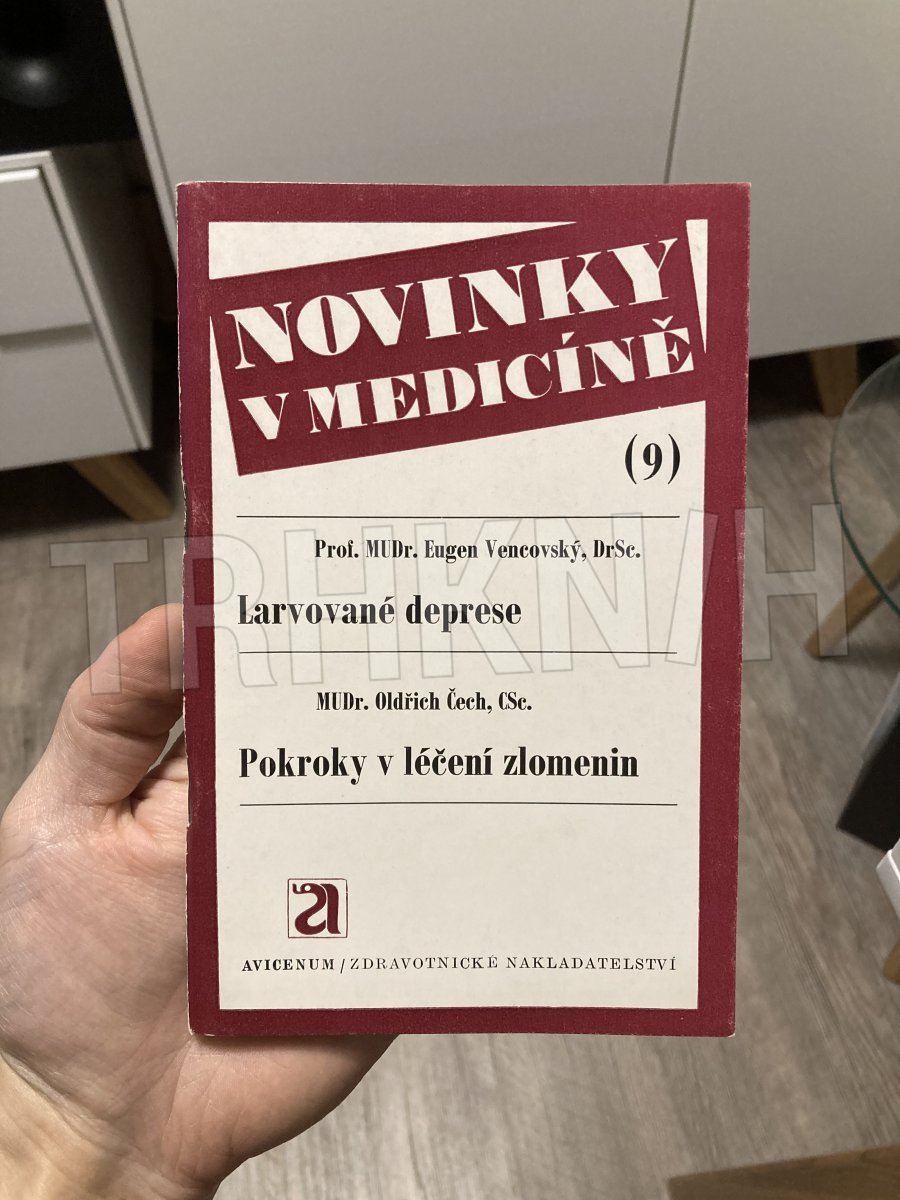 NOVINKY
V MEDICÍNĚ
(9)
Prof. MUDr. Eugen Vencovský, DrSc.
Larvované deprese
TRHKNIH
MUDr. Oldřich Čech, CSc.
Pokroky v léčení zlomenin
a
AVICENUM/ZDRAVOTNICKÉ NAKLADATELSTVÍ